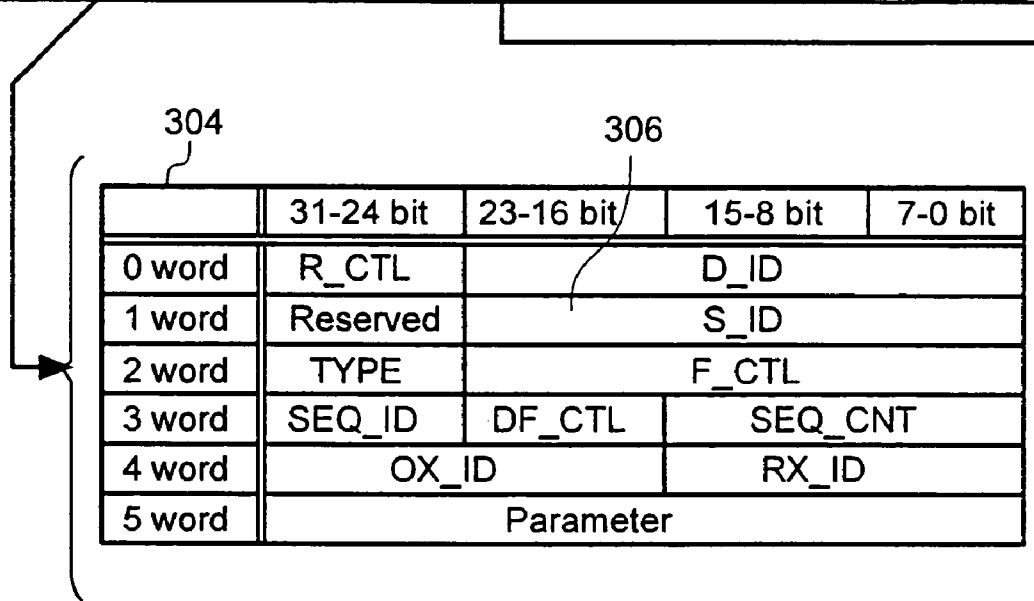 304
306
31-24 bit 23-16 bit 15-8 bit 7-0 bit
0 word R_CTL D_ID
1 word Reserved S_ID
2 word TYPE F_CTL
3 word SEQ_ID DF_CTL SEQ_CNT
4 word OX_ID RX_ID
5 word Parameter